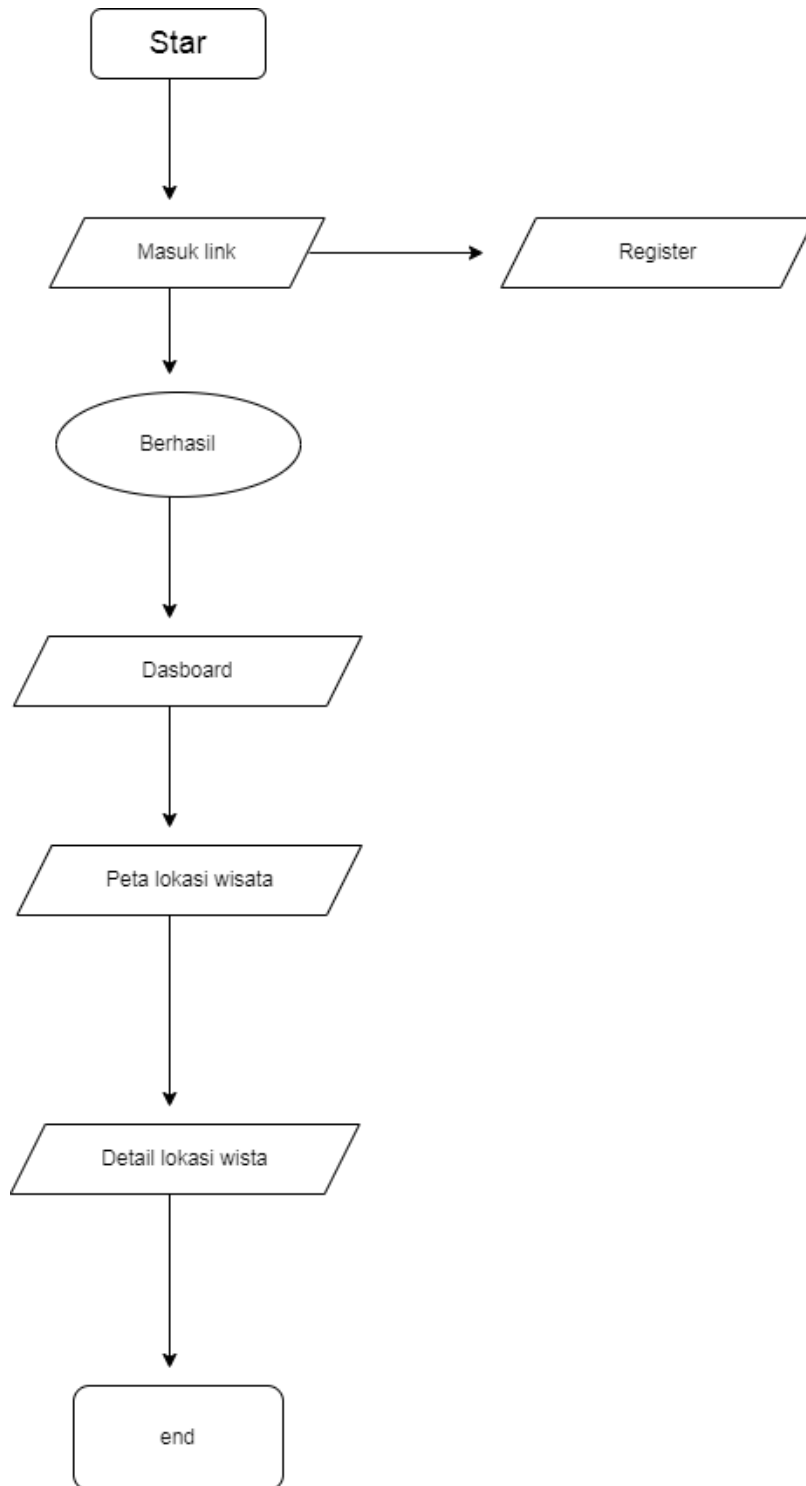 Star
Masuk link
Register
Berhasil
Dasboard
Peta lokasi wisata
Detail lokasi wista
end